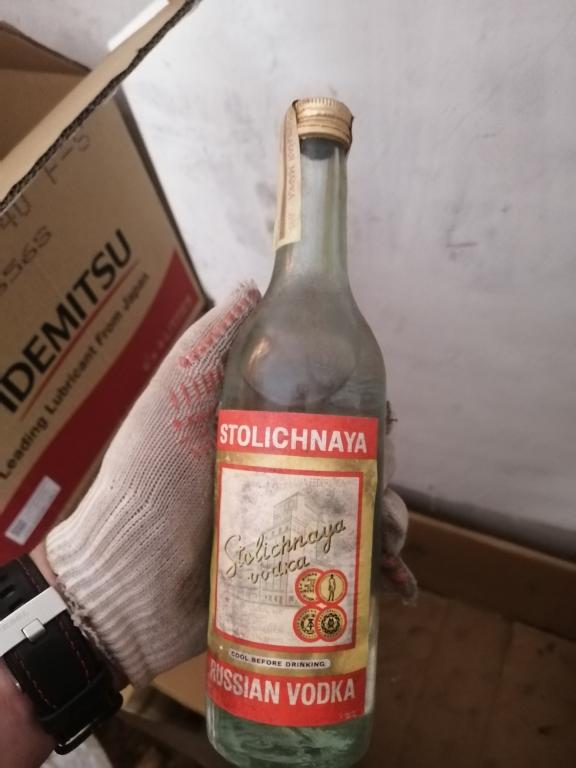 STOLICHNAYA
Stolichnaya
vodka
COOL BEFORE DRINKING
RUSSIAN VODKA
IDEMITSU
Leading Lubricant From Japan